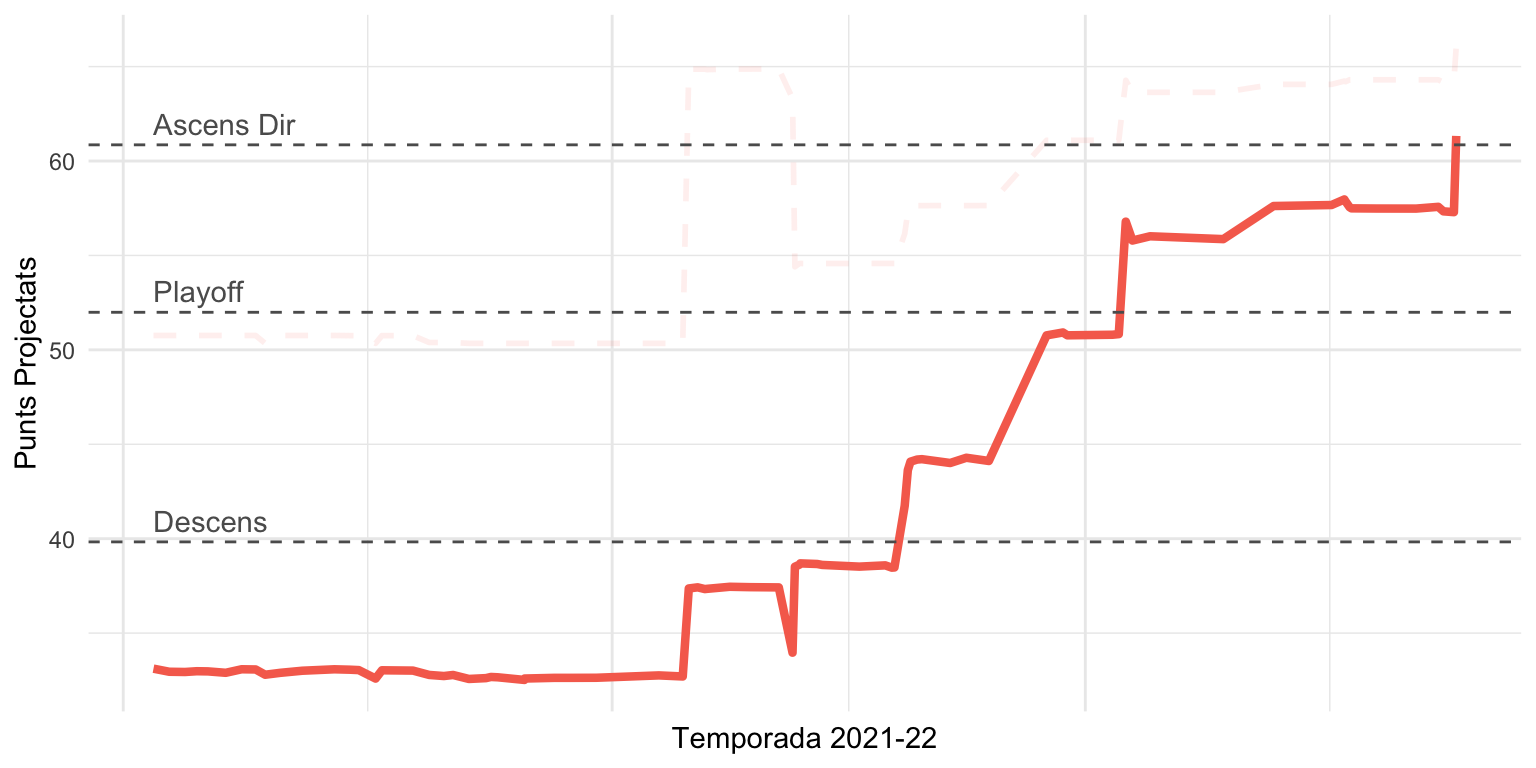 Ascens Dir
60
Playoff
50
Descens
40
Punts Projectats
Temporada 2021-22